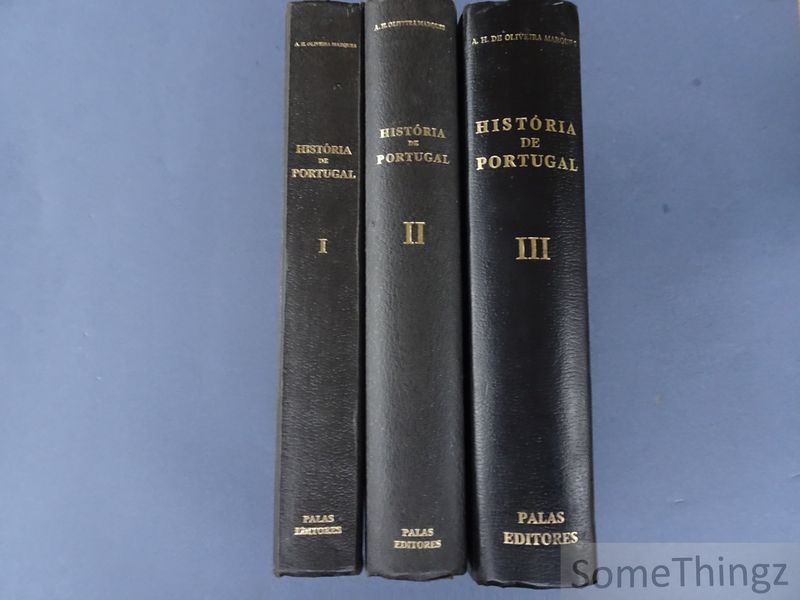 A. H. OLIVEIRA MARQUES
HISTÓRIA
DE
PORTUGAL
I
PALAS
EDITORES
A. H. OLIVEIRA MARQUES
HISTÓRIA
DE
PORTUGAL
II
PALAS
EDITORES
A. H. DE OLIVEIRA MARQUES
HISTÓRIA
DE
PORTUGAL
III
PALAS
EDITORES
SomeThingz